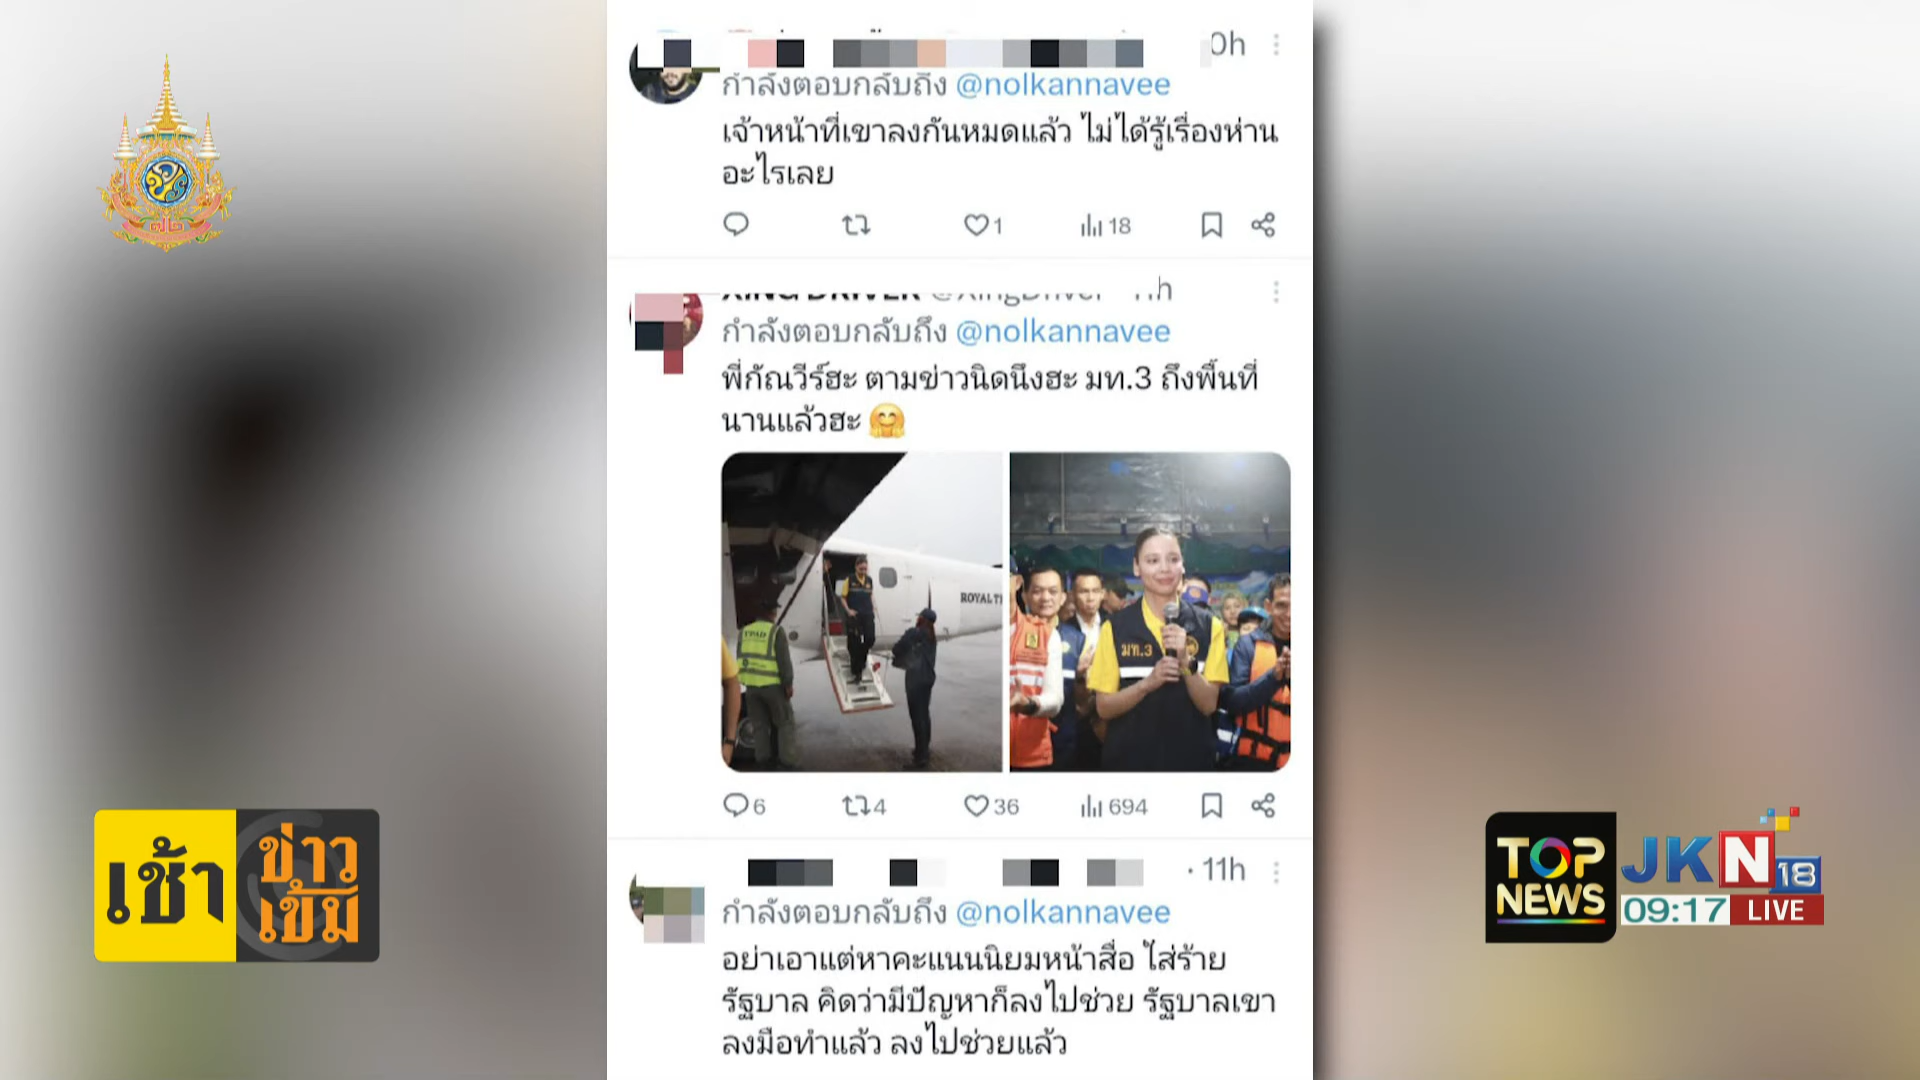 0h
กำลังตอบกลับถึง @nolkannavee
เจ้าหน้าที่เขาลงกันหมดแล้ว ไม่ได้รู้เรื่องห่าน
อะไรเลย
1
18
กำลังตอบกลับถึง @nolkannavee
พี่กัณวีร์ฮะ ตามข่าวนิดนึงฮะ มท.3 ถึงพื้นที่
นานแล้วฮะ 🤗
ROYAL
มท.3
6
4
36
694
· 11h
กำลังตอบกลับถึง @nolkannavee
อย่าเอาแต่หาคะแนนนิยมหน้าสื่อ ใส่ร้าย
รัฐบาล คิดว่ามีปัญหาก็ลงไปช่วย รัฐบาลเขา
ลงมือทำแล้ว ลงไปช่วยแล้ว
เช้า
ข่าว
เข้ม
TOP
NEWS
JKN
18
09:17
LIVE